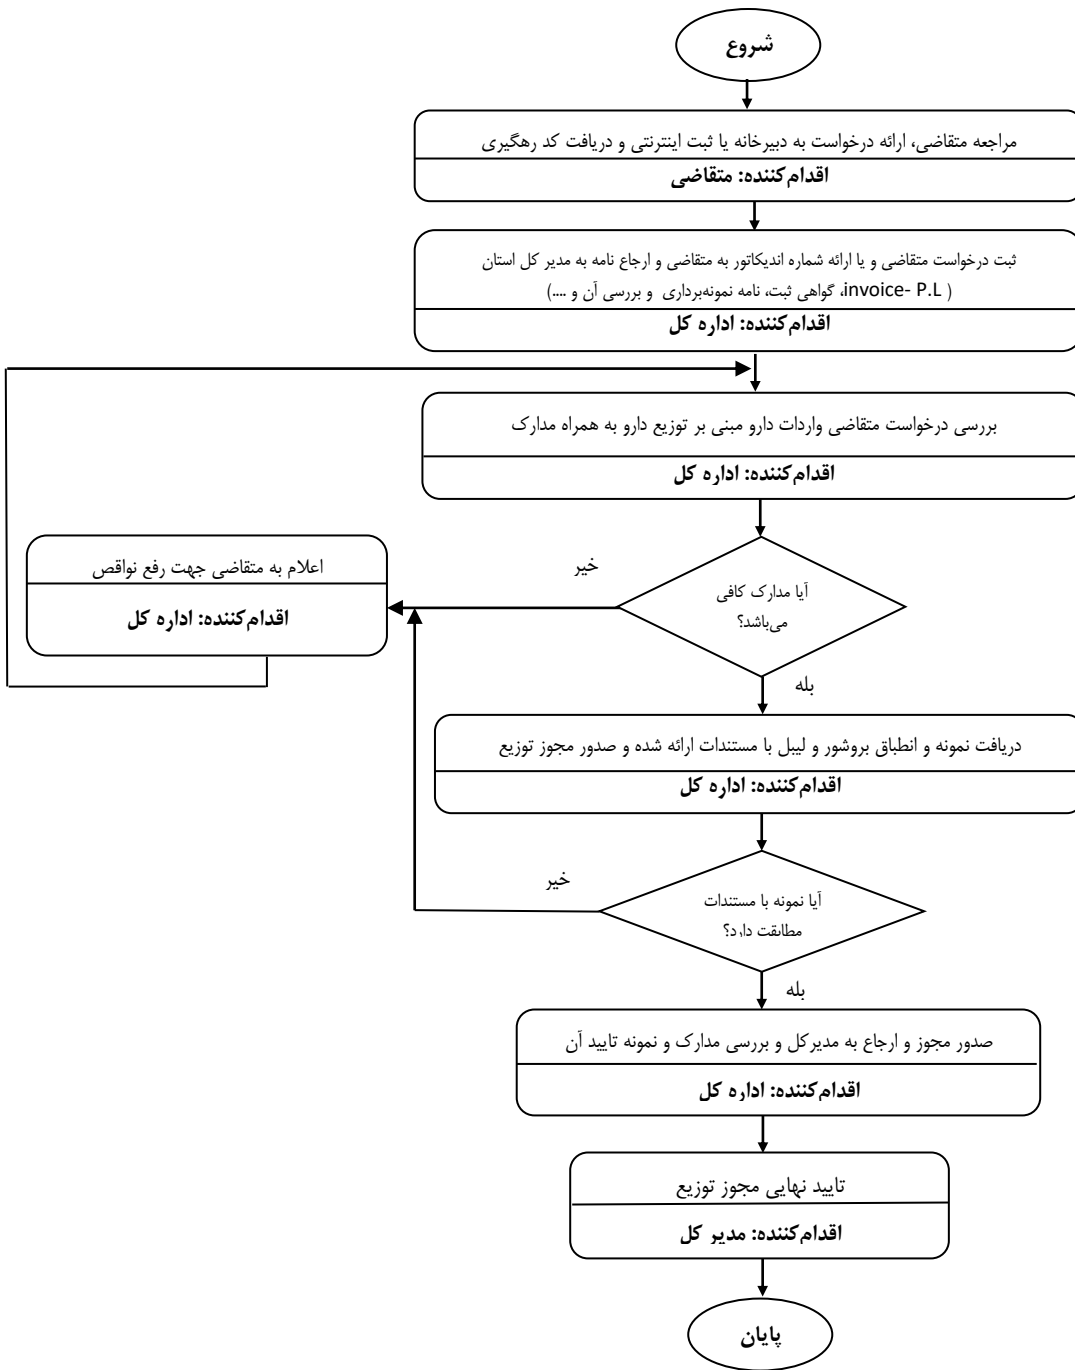 شروع
مراجعه متقاضی، ارائه درخواست به دبیرخانه یا ثبت اینترنتی و دریافت کد رهگیری
اقدام‌کننده: متقاضی
ثبت درخواست متقاضی و یا ارائه شماره اندیکاتور به متقاضی و ارجاع نامه به مدیر کل استان
( invoice- P.L، گواهی ثبت، نامه نمونه‌برداری و بررسی آن و ....)
اقدام‌کننده: اداره کل
بررسی درخواست متقاضی واردات دارو مبنی بر توزیع دارو به همراه مدارک
اقدام‌کننده: اداره کل
آیا مدارک کافی
می‌باشد؟
خیر
اعلام به متقاضی جهت رفع نواقص
اقدام‌کننده: اداره کل
بله
دریافت نمونه و انطباق بروشور و لیبل با مستندات ارائه شده و صدور مجوز توزیع
اقدام‌کننده: اداره کل
آیا نمونه با مستندات
مطابقت دارد؟
خیر
بله
صدور مجوز و ارجاع به مدیرکل و بررسی مدارک و نمونه تایید آن
اقدام‌کننده: اداره کل
تایید نهایی مجوز توزیع
اقدام‌کننده: مدیر کل
پایان